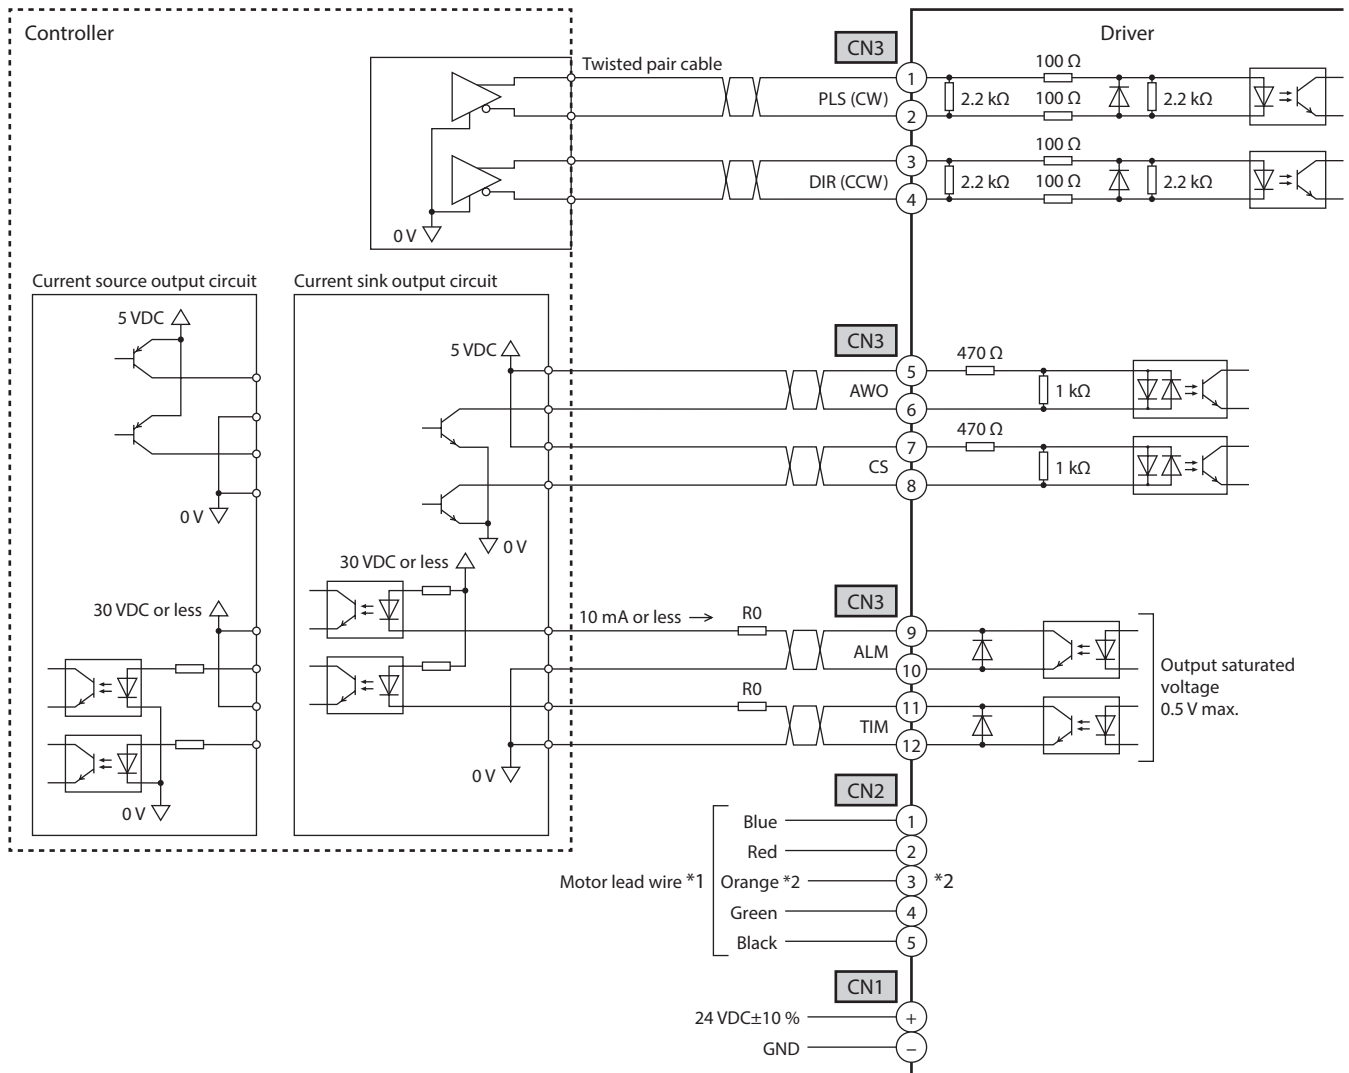 Controller
Driver
CN3
Twisted pair cable
1
PLS (CW)
2
2.2 kΩ
100 Ω
100 Ω
2.2 kΩ
3
DIR (CCW)
4
2.2 kΩ
100 Ω
100 Ω
2.2 kΩ
0 V
Current source output circuit
5 VDC
0 V
30 VDC or less
0 V
Current sink output circuit
5 VDC
0 V
30 VDC or less
0 V
CN3
5
AWO
6
470 Ω
1 kΩ
7
CS
8
470 Ω
1 kΩ
CN3
10 mA or less →
R0
9
ALM
10
R0
11
TIM
12
Output saturated
voltage
0.5 V max.
CN2
Motor lead wire *1
Blue 1
Red 2
Orange *2 3 *2
Green 4
Black 5
CN1
24 VDC±10 % +
GND −